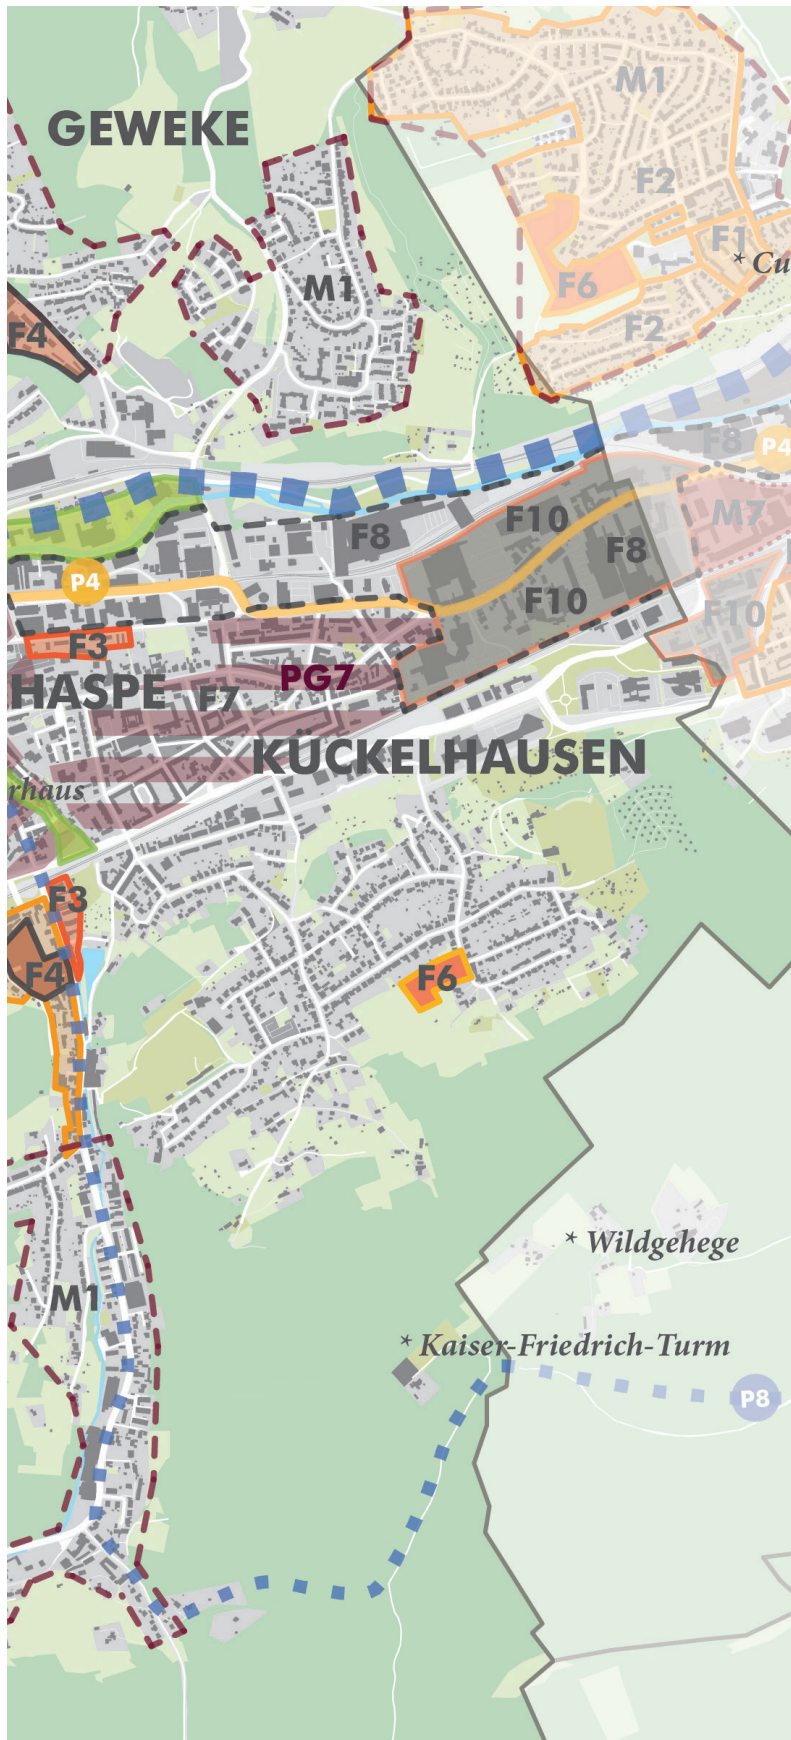 M1
GEWEKE
F2
F1
* Cu
M1
F6
F4
F2
F8
P4
F10
M7
F8
F8
P4
F10
F10
F3
PG7
HASPE
F7
KÜCKELHAUSEN
rhaus
F3
F4
F6
* Wildgehege
M1
* Kaiser-Friedrich-Turm
P8